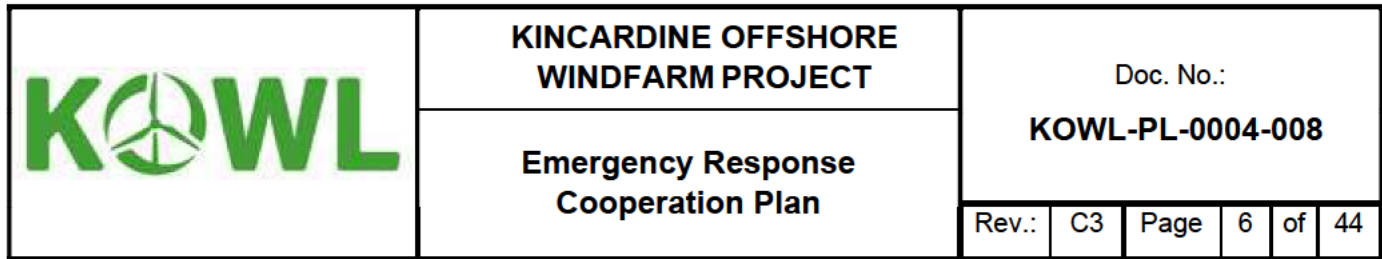 KOWL
KINCARDINE OFFSHORE
WINDFARM PROJECT
Emergency Response
Cooperation Plan
Doc. No.:
KOWL-PL-0004-008
Rev.: C3 Page 6 of 44